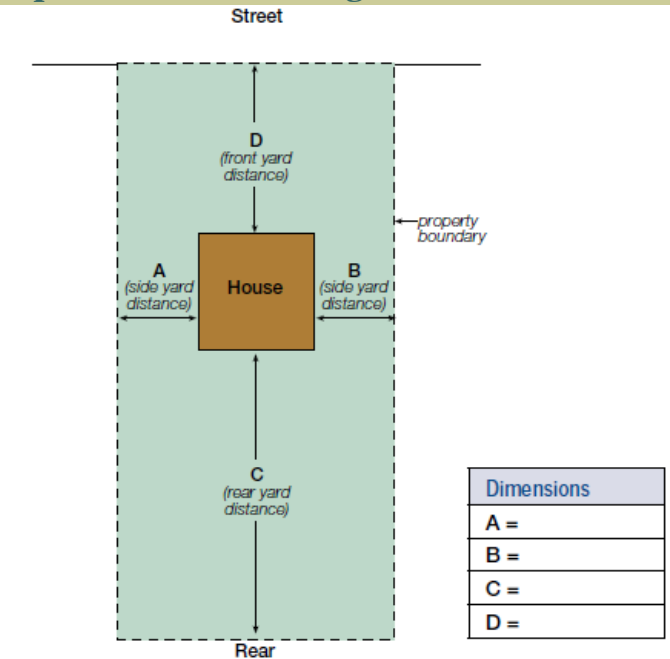 Street
D
(front yard
distance)
property
boundary
A
(side yard
distance)
House
B
(side yard
distance)
C
(rear yard
distance)
Rear
Dimensions
A =
B =
C =
D =